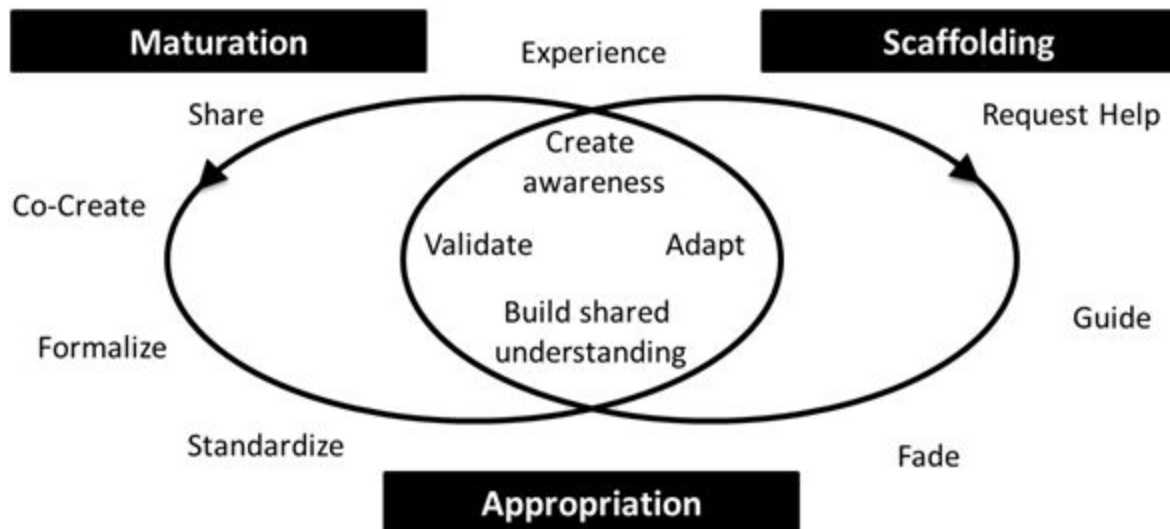 Maturation
Experience
Scaffolding
Share
Request Help
Create
awareness
Co-Create
Validate
Adapt
Build shared
understanding
Guide
Formalize
Standardize
Fade
Appropriation